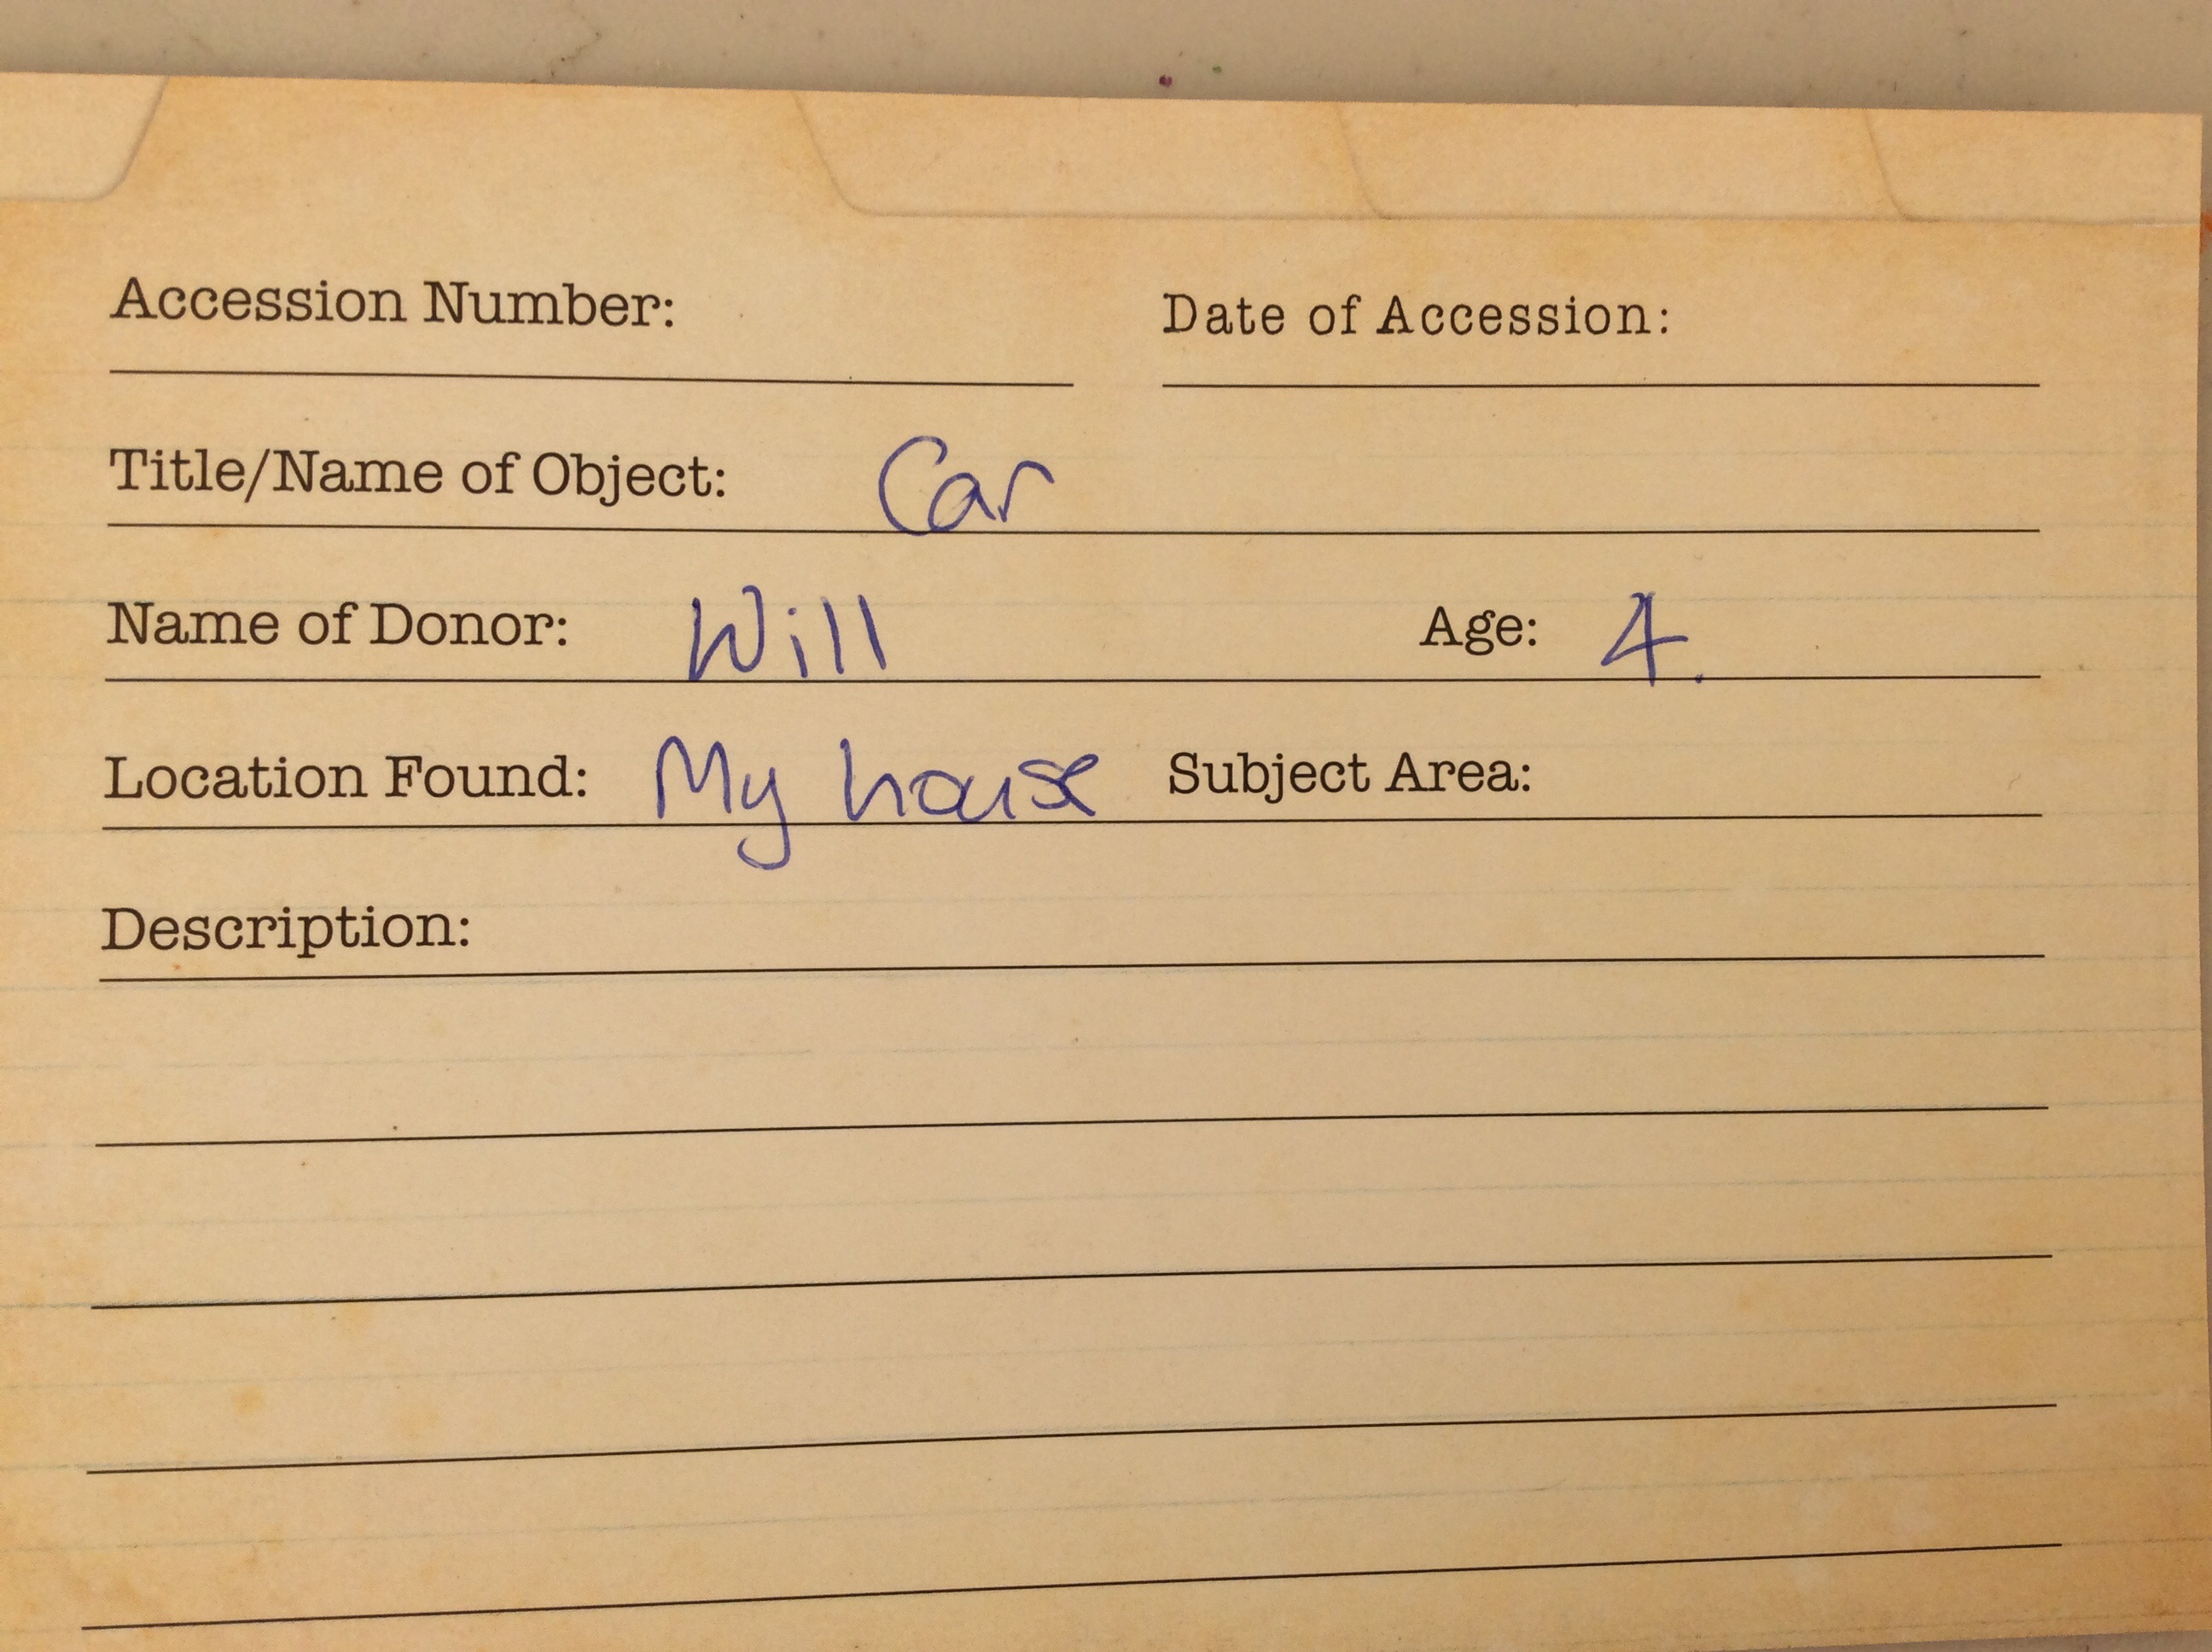 Accession Number: Date of Accession:
Title/Name of Object: Car
Name of Donor: Will Age: 4.
Location Found: My house Subject Area:
Description: